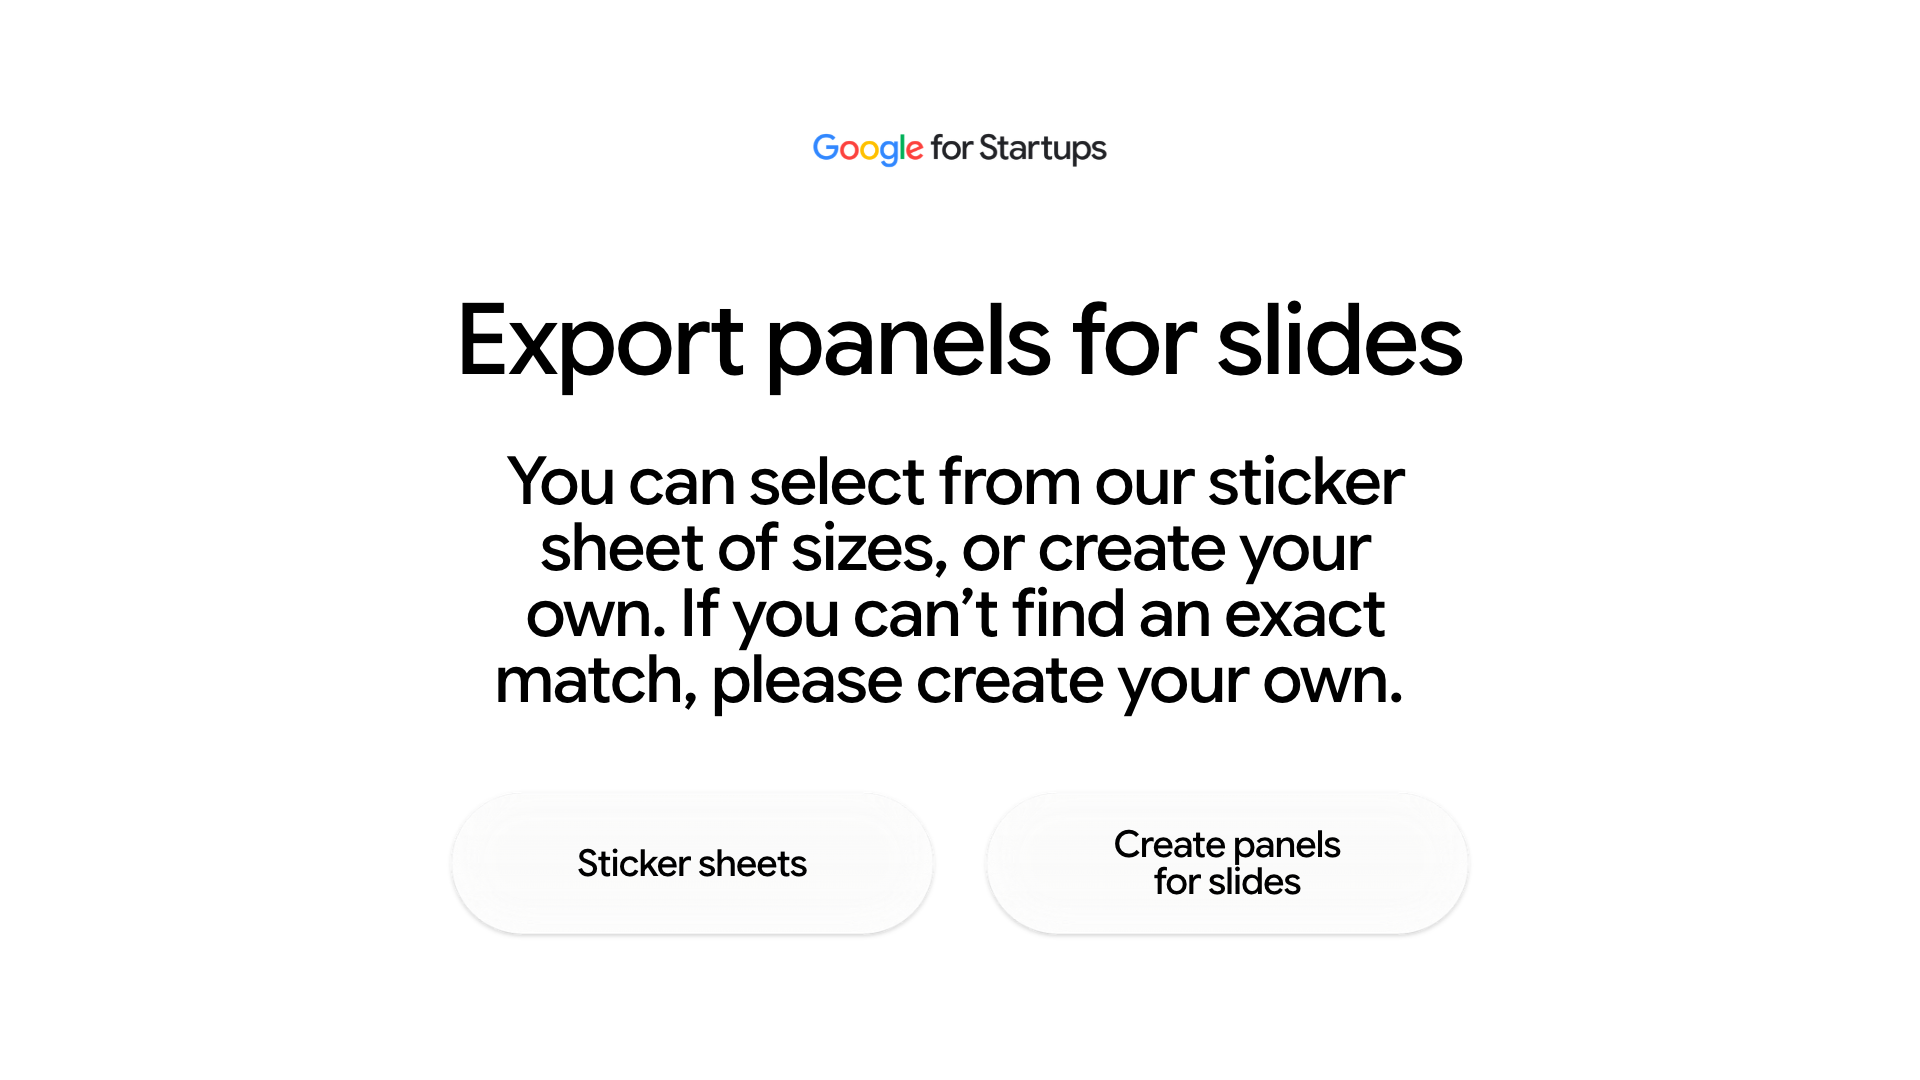 Google for Startups
Export panels for slides
You can select from our sticker
sheet of sizes, or create your
own. If you can’t find an exact
match, please create your own.
Sticker sheets
Create panels
for slides